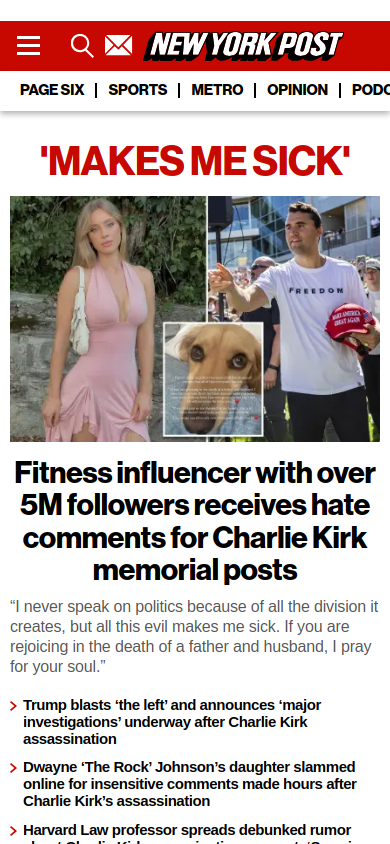 NEW YORK POST
PAGE SIX | SPORTS | METRO | OPINION | PODC
'MAKES ME SICK'
FREEDOM
MAKE AMERICA
GREAT AGAIN
Fitness influencer with over
5M followers receives hate
comments for Charlie Kirk
memorial posts
“I never speak on politics because of all the division it
creates, but all this evil makes me sick. If you are
rejoicing in the death of a father and husband, I pray
for your soul.”
Trump blasts ‘the left’ and announces ‘major
investigations’ underway after Charlie Kirk
assassination
Dwayne ‘The Rock’ Johnson’s daughter slammed
online for insensitive comments made hours after
Charlie Kirk’s assassination
Harvard Law professor spreads debunked rumor